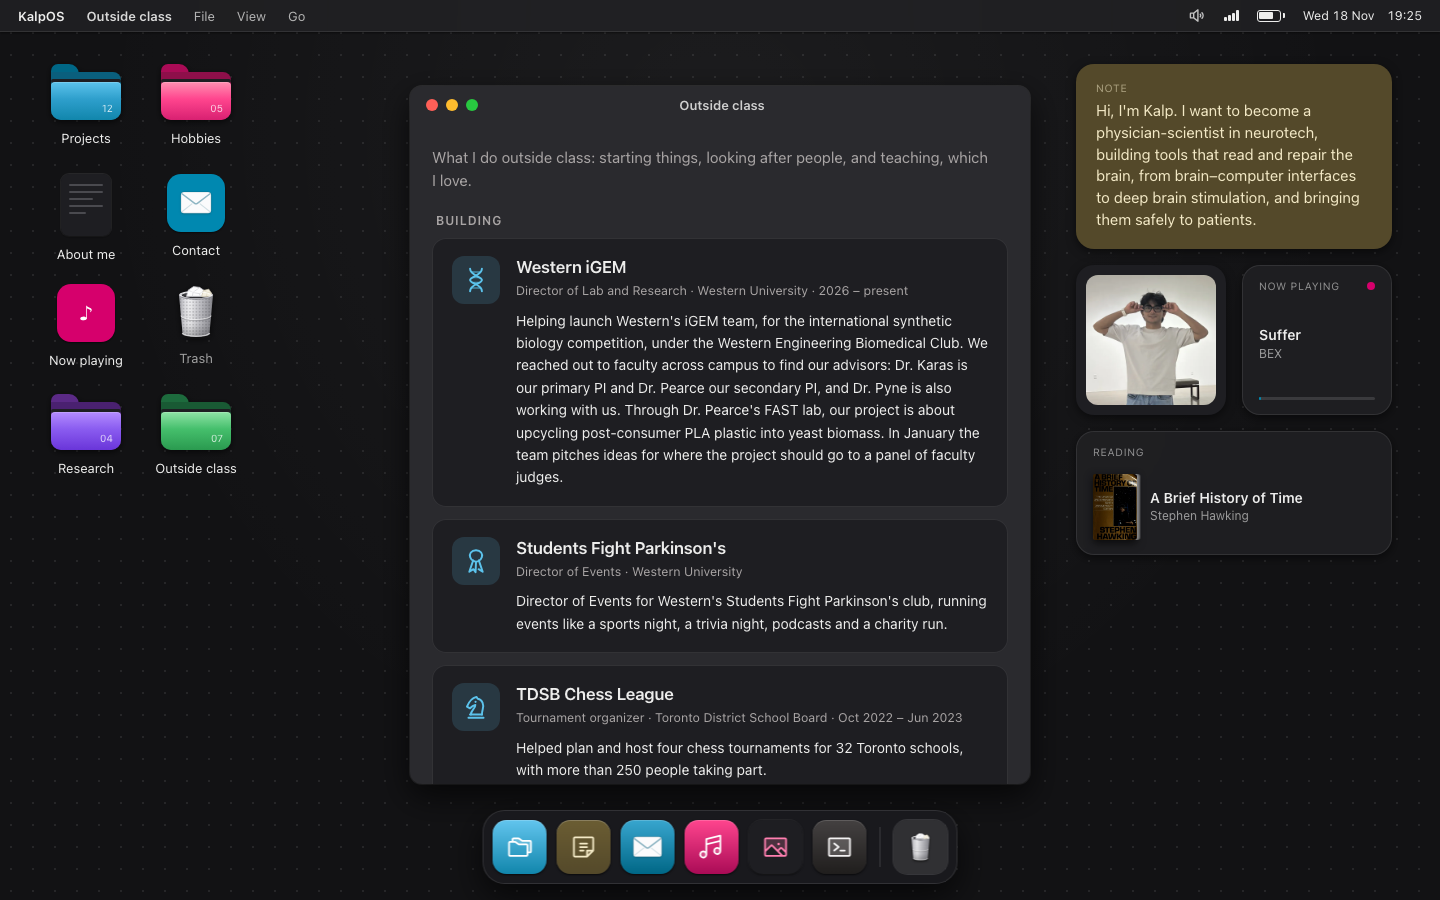 KalpOS Outside class File View Go
Wed 18 Nov 19:25
12
Projects
05
Hobbies
About me
Contact
Now playing
Trash
04
Research
07
Outside class
Outside class
What I do outside class: starting things, looking after people, and teaching, which
I love.
BUILDING
Western iGEM
Director of Lab and Research · Western University · 2026 – present
Helping launch Western's iGEM team, for the international synthetic
biology competition, under the Western Engineering Biomedical Club. We
reached out to faculty across campus to find our advisors: Dr. Karas is
our primary PI and Dr. Pearce our secondary PI, and Dr. Pyne is also
working with us. Through Dr. Pearce's FAST lab, our project is about
upcycling post-consumer PLA plastic into yeast biomass. In January the
team pitches ideas for where the project should go to a panel of faculty
judges.
Students Fight Parkinson's
Director of Events · Western University
Director of Events for Western's Students Fight Parkinson's club, running
events like a sports night, a trivia night, podcasts and a charity run.
TDSB Chess League
Tournament organizer · Toronto District School Board · Oct 2022 – Jun 2023
Helped plan and host four chess tournaments for 32 Toronto schools,
with more than 250 people taking part.
NOTE
Hi, I'm Kalp. I want to become a
physician-scientist in neurotech,
building tools that read and repair the
brain, from brain–computer interfaces
to deep brain stimulation, and bringing
them safely to patients.
NOW PLAYING
Suffer
BEX
READING
A BRIEF
HISTORY OF
TIME
STEPHEN
HAWKING
A Brief History of Time
Stephen Hawking